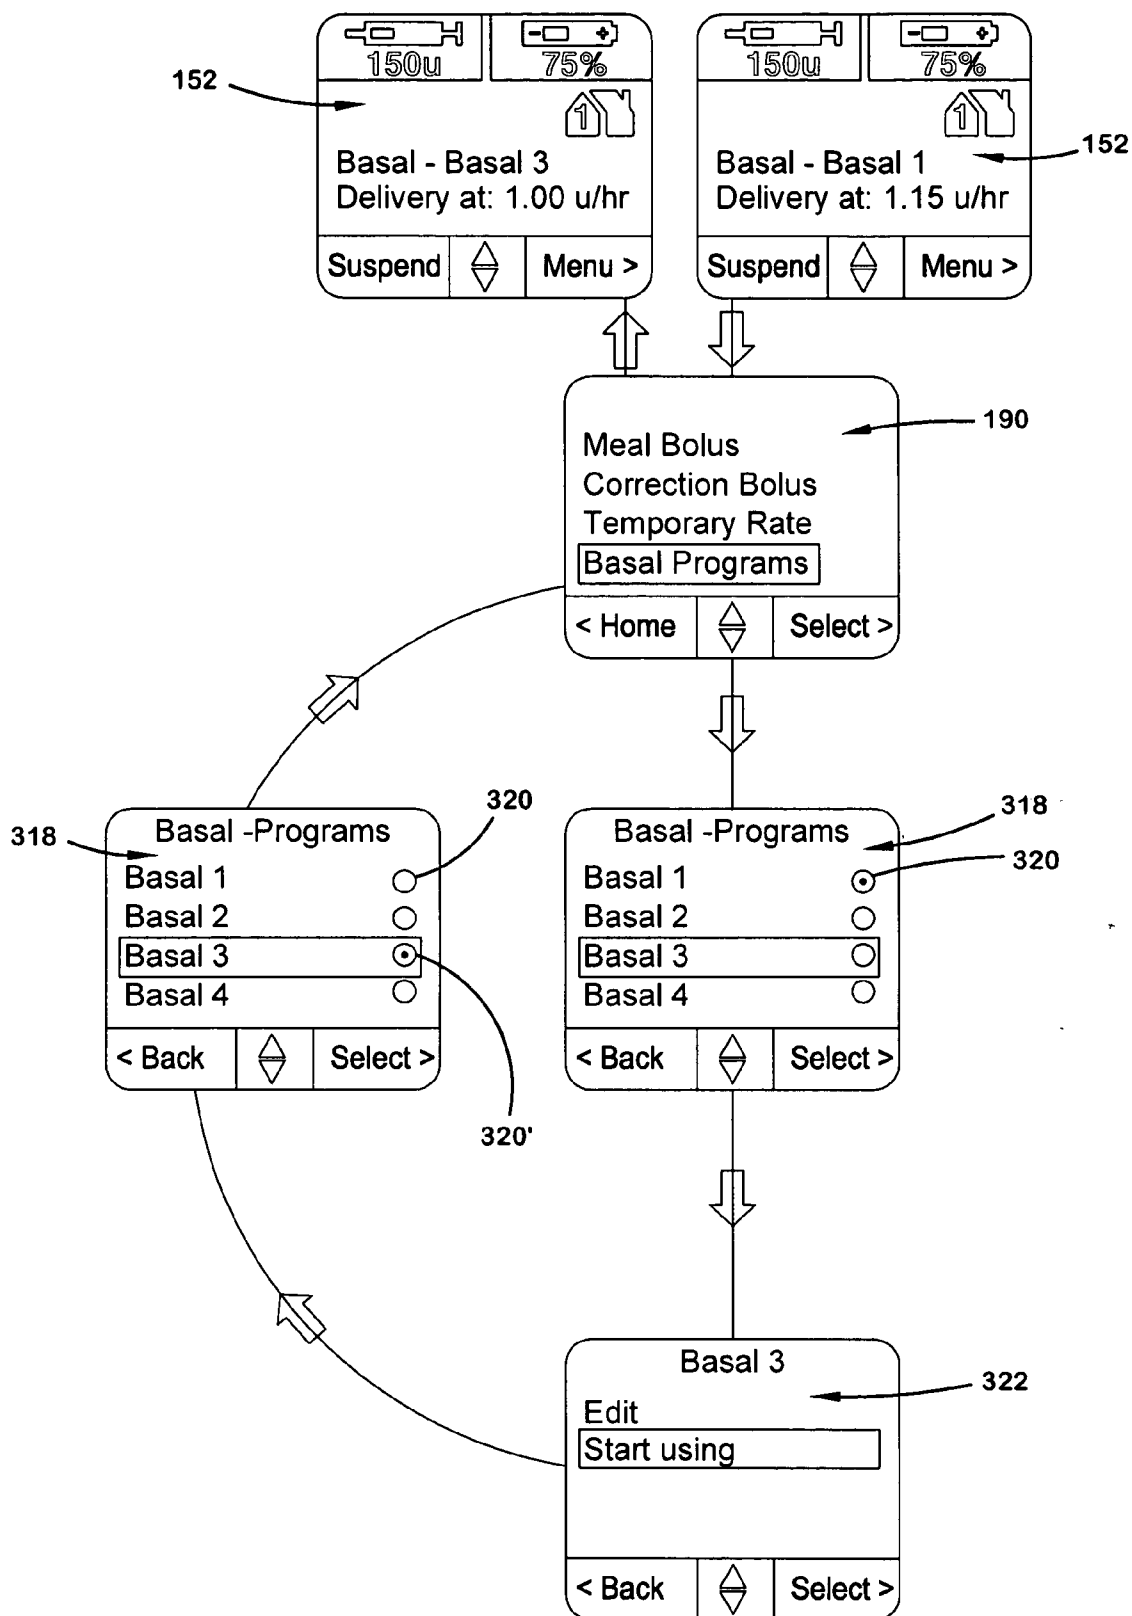 150u
75%
1
Basal - Basal 3
Delivery at: 1.00 u/hr
Suspend
Menu >
152
150u
75%
1
Basal - Basal 1
Delivery at: 1.15 u/hr
Suspend
Menu >
152
Meal Bolus
Correction Bolus
Temporary Rate
Basal Programs
< Home
Select >
190
Basal -Programs
Basal 1
Basal 2
Basal 3
Basal 4
< Back
Select >
318
320
320'
Basal -Programs
Basal 1
Basal 2
Basal 3
Basal 4
< Back
Select >
318
320
Basal 3
Edit
Start using
< Back
Select >
322